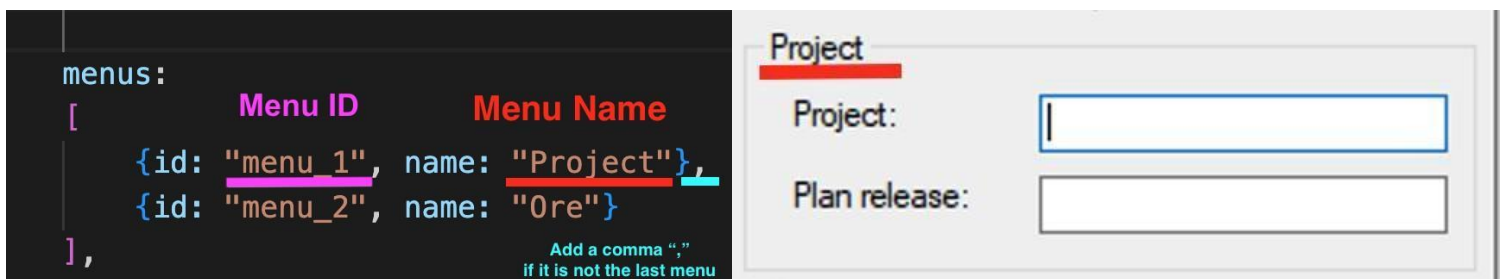 menus:
Menu ID Menu Name
[
{id: "menu_1", name: "Project"},
{id: "menu_2", name: "Ore"}
],
Add a comma “,”
if it is not the last menu
Project
Project:
Plan release: